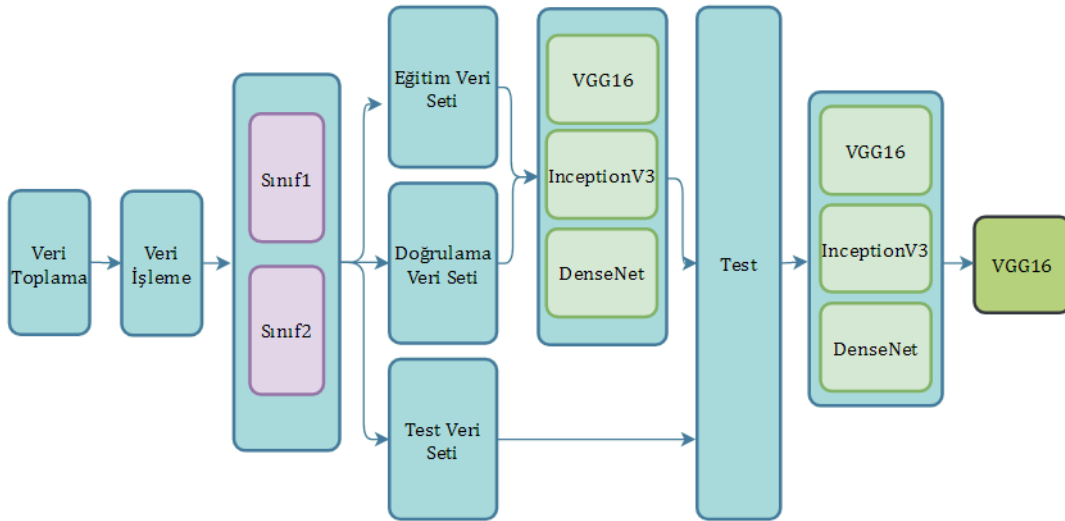 Veri
Toplama
Veri
İşleme
Sınıf1
Sınıf2
Eğitim Veri
Seti
Doğrulama
Veri Seti
Test Veri
Seti
VGG16
InceptionV3
DenseNet
Test
VGG16
InceptionV3
DenseNet
VGG16